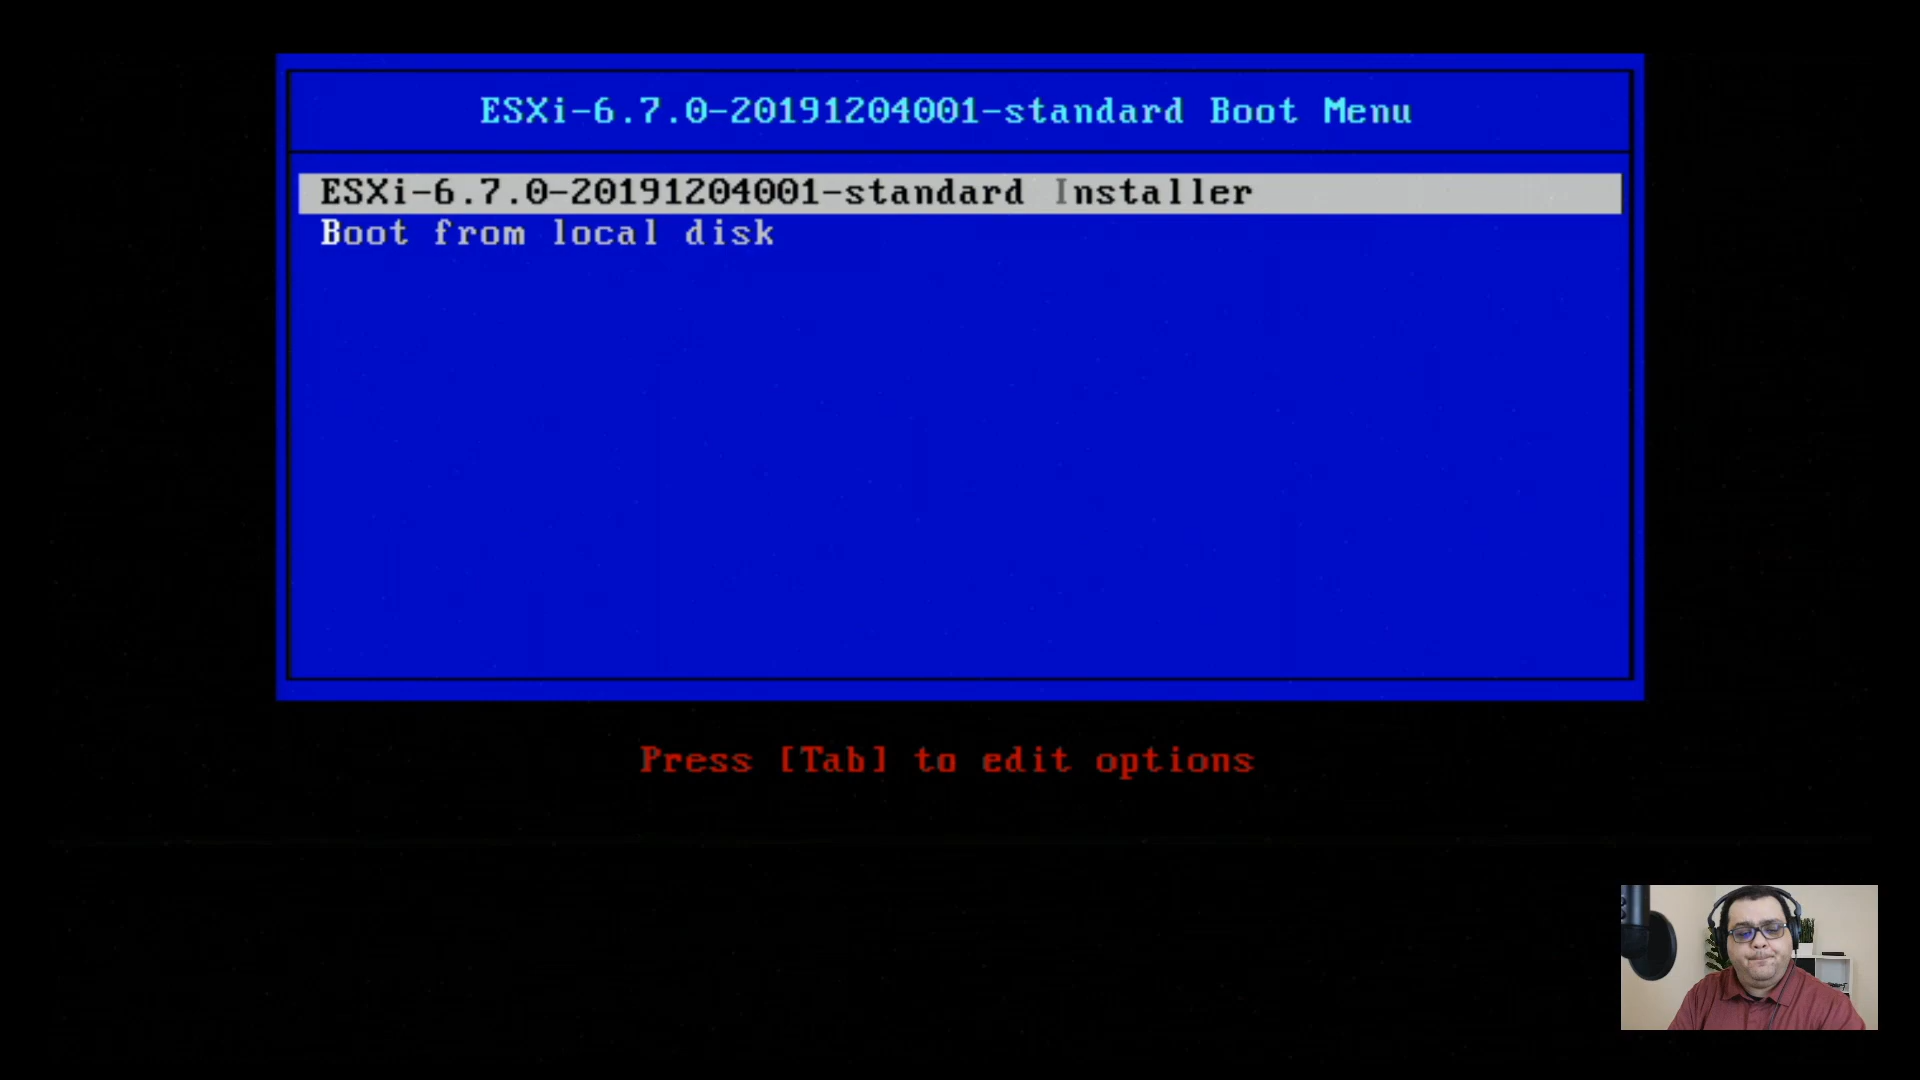 ESXi-6.7.0-20191204001-standard Boot Menu
ESXi-6.7.0-20191204001-standard Installer
Boot from local disk
Press [Tab] to edit options